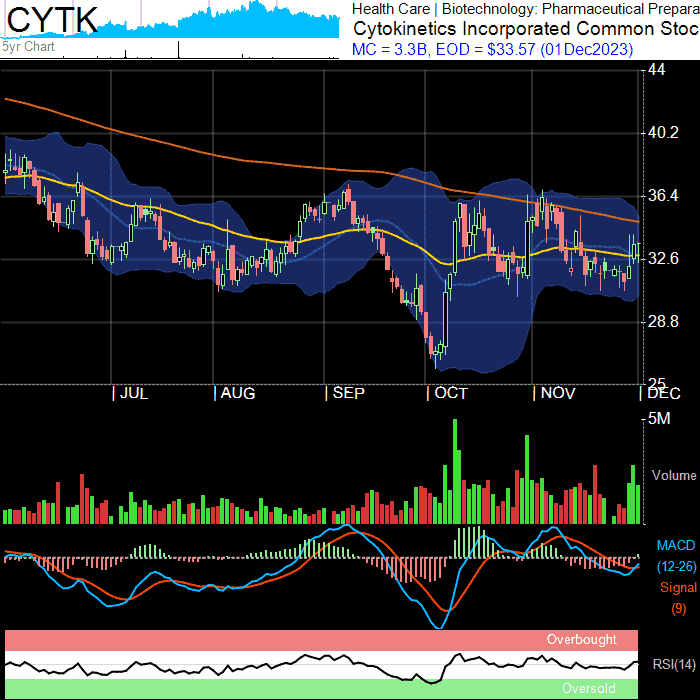 CYTK
5yr Chart
Health Care | Biotechnology: Pharmaceutical Prepara
Cytokinetics Incorporated Common Stoc
MC = 3.3B, EOD = $33.57 (01Dec2023)
44
40.2
36.4
32.6
28.8
25
| JUL | AUG | SEP | OCT | NOV | DEC
5M
Volume
MACD
(12-26)
Signal
(9)
Overbought
RSI(14)
Oversold